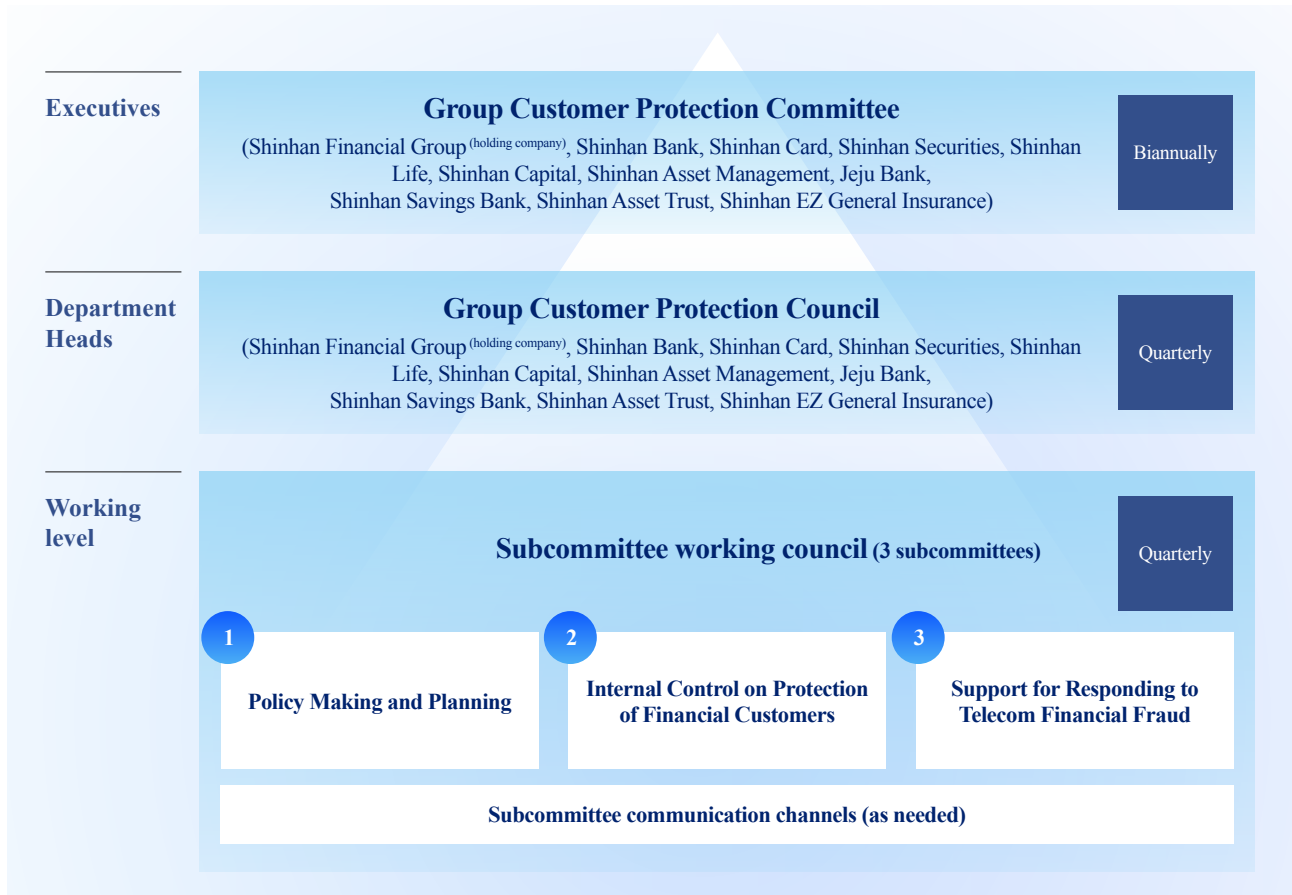 Executives
Group Customer Protection Committee
(Shinhan Financial Group (holding company), Shinhan Bank, Shinhan Card, Shinhan Securities, Shinhan
Life, Shinhan Capital, Shinhan Asset Management, Jeju Bank,
Shinhan Savings Bank, Shinhan Asset Trust, Shinhan EZ General Insurance)
Biannually
Department
Heads
Group Customer Protection Council
(Shinhan Financial Group (holding company), Shinhan Bank, Shinhan Card, Shinhan Securities, Shinhan
Life, Shinhan Capital, Shinhan Asset Management, Jeju Bank,
Shinhan Savings Bank, Shinhan Asset Trust, Shinhan EZ General Insurance)
Quarterly
Working
level
Subcommittee working council (3 subcommittees)
Quarterly
1
Policy Making and Planning
2
Internal Control on Protection
of Financial Customers
3
Support for Responding to
Telecom Financial Fraud
Subcommittee communication channels (as needed)